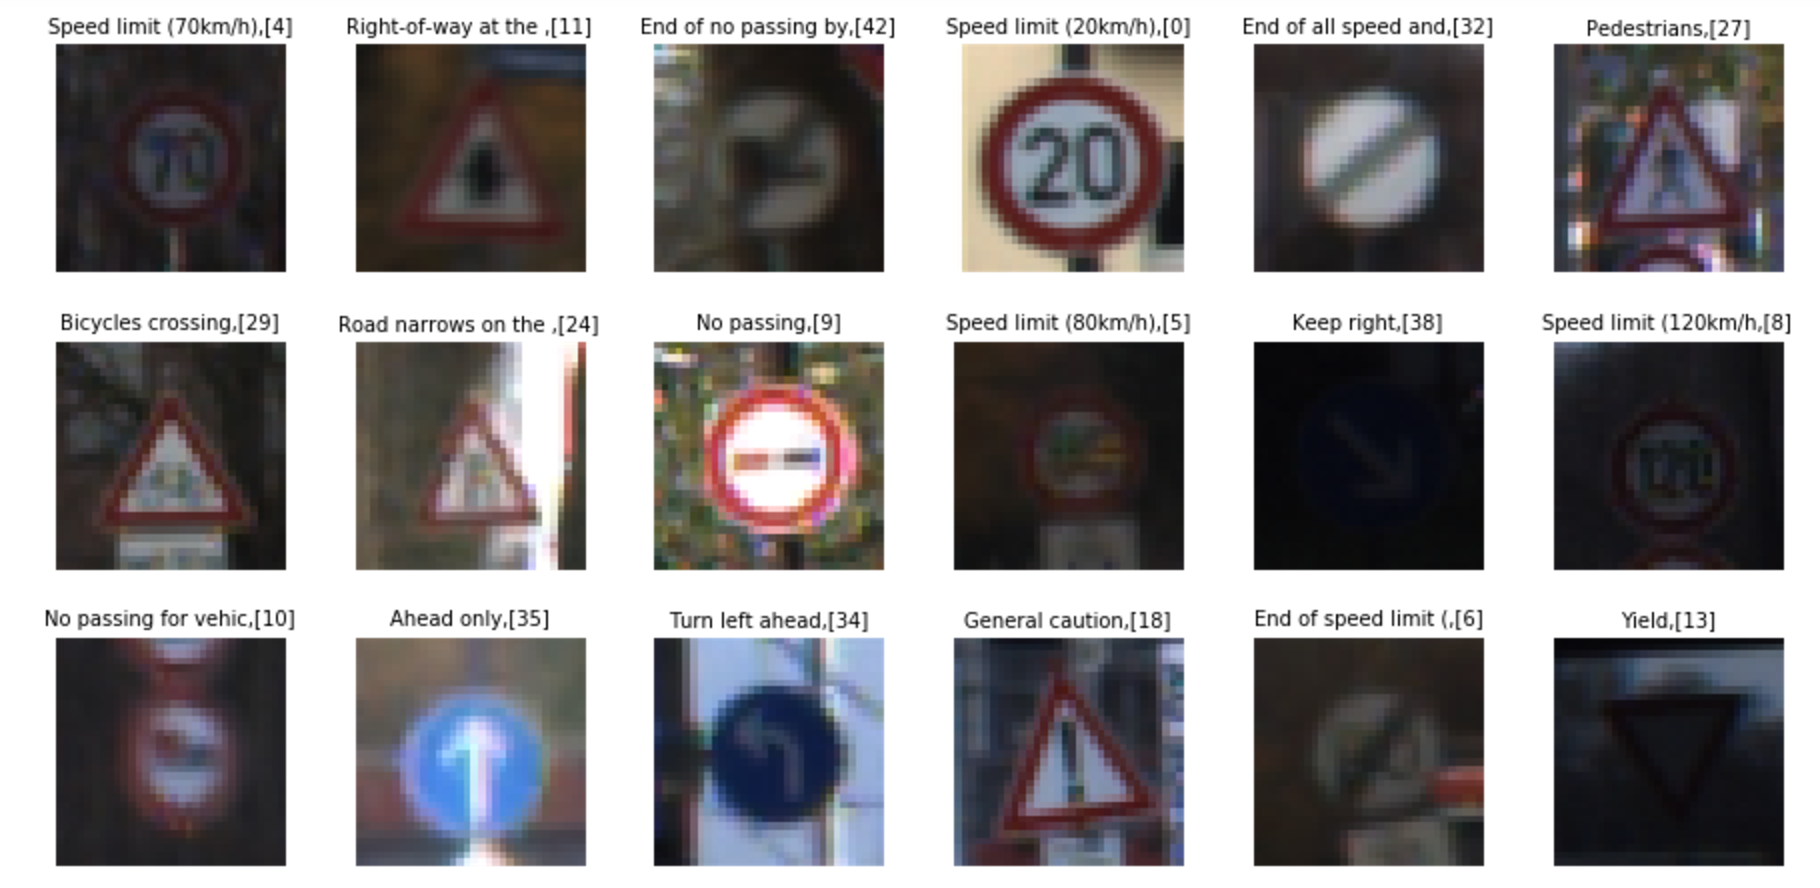 Speed limit (70km/h),[4]
Right-of-way at the ,[11]
End of no passing by,[42]
Speed limit (20km/h),[0]
End of all speed and,[32]
Pedestrians,[27]
70
20
Bicycles crossing,[29]
Road narrows on the ,[24]
No passing,[9]
Speed limit (80km/h),[5]
Keep right,[38]
Speed limit (120km/h,[8]
No passing for vehic,[10]
Ahead only,[35]
Turn left ahead,[34]
General caution,[18]
End of speed limit (,[6]
Yield,[13]